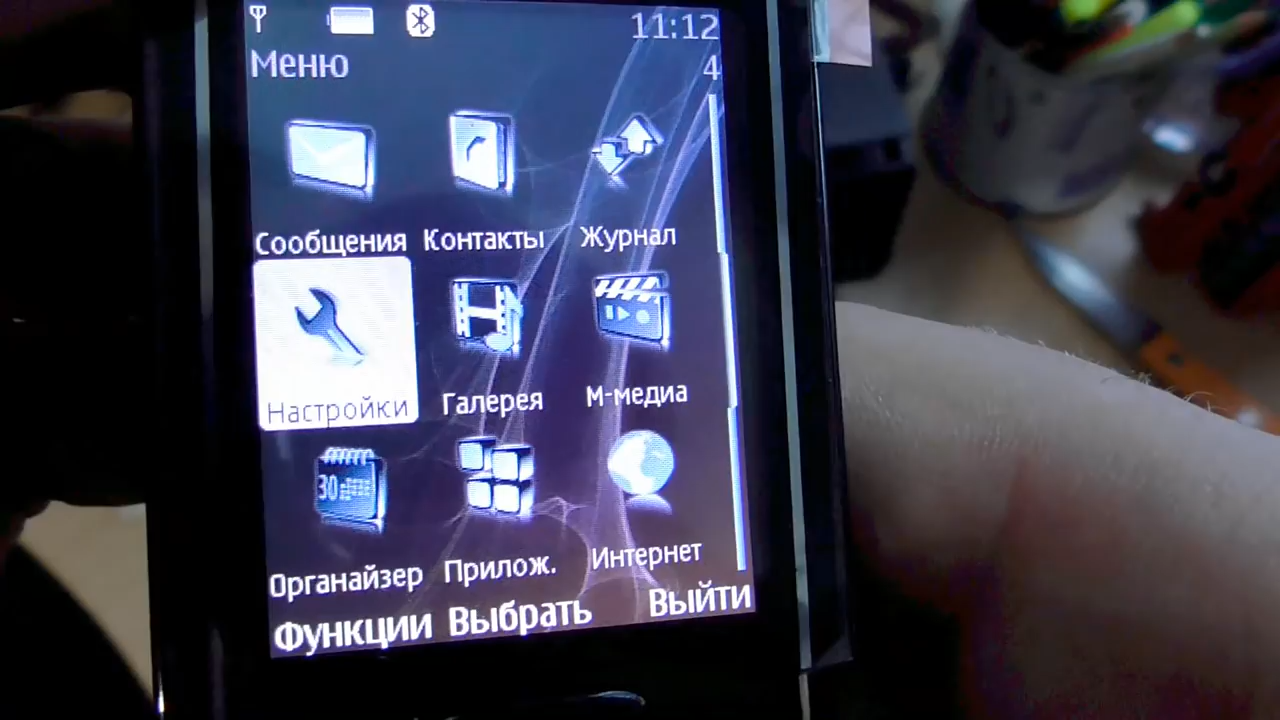 11:12
Меню 4
Сообщения Контакты Журнал
Настройки Галерея М-медиа
30
Органайзер Прилож. Интернет
Функции Выбрать Выйти